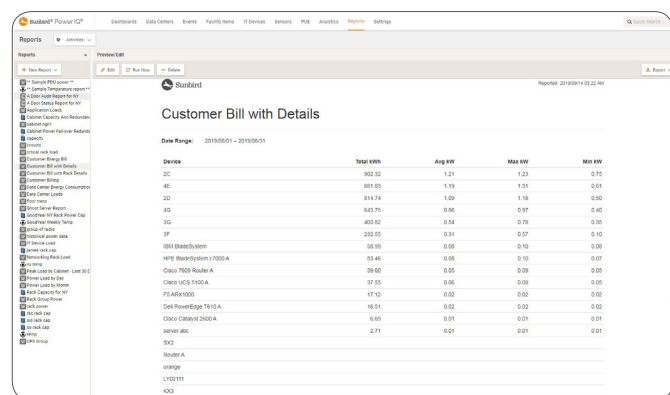 Sunbird® Power IQ®
Dashboards Data Centers Events Facility Items IT Devices Sensors PUE Analytics Reports Settings
Quick Search...
Reports Activities
Reports
Preview/Edit
+ New Report
Edit Run Now Delete Export
** Sample PDU power **
** Sample Temperature report **
A Door Audit Report for NY
A Door Status Report for NY
Application Loads
Cabinet Capacity And Redundan
cabinet ngirl
Cabinet Power Fail-over Redunda
capacity
circuits
critical rack load
Customer Energy Bill
Customer Bill with Details
Customer Bill with Rack Details
Customer Billing
Data Center Energy Consumption
Data Center Loads
floor trans
Ghost Server Report
GoodYear NY Rack Power Cap
GoodYear Weekly Temp
group of racks
historical power data
IT Device Load
james rack cap
Networking Rack Load
ny temp
Peak Load by Cabinet - Last 30 D
Power Load by Day
Power Load by Month
Rack Capacity for NY
Rack Group Power
rack power
rack cap
rack cap
rack cap
temp
UPS Group
Sunbird
Reported: 2019/09/14 03:22 AM
Customer Bill with Details
Date Range: 2019/08/01 – 2019/08/31
Device Total kWh Avg kW Max kW Min kW
2C 902.32 1.21 1.23 0.75
4E 881.83 1.19 1.31 0.61
2D 814.74 1.09 1.18 0.50
4G 643.75 0.86 0.97 0.40
3G 403.82 0.54 0.78 0.35
3F 232.55 0.31 0.57 0.10
IBM BladeSystem 58.99 0.08 0.10 0.08
HPE BladeSystem c7000 A 53.46 0.08 0.10 0.07
Cisco 7609 Router A 39.60 0.05 0.09 0.05
Cisco UCS 5100 A 37.55 0.06 0.08 0.05
F5 ARX1000 17.12 0.02 0.02 0.02
Dell PowerEdge T610 A 16.51 0.02 0.02 0.02
Cisco Catalyst 2600 A 6.69 0.01 0.01 0.01
server abc 2.71 0.01 0.01 0.01
SX2
Router A
orange
LY02111
KX3